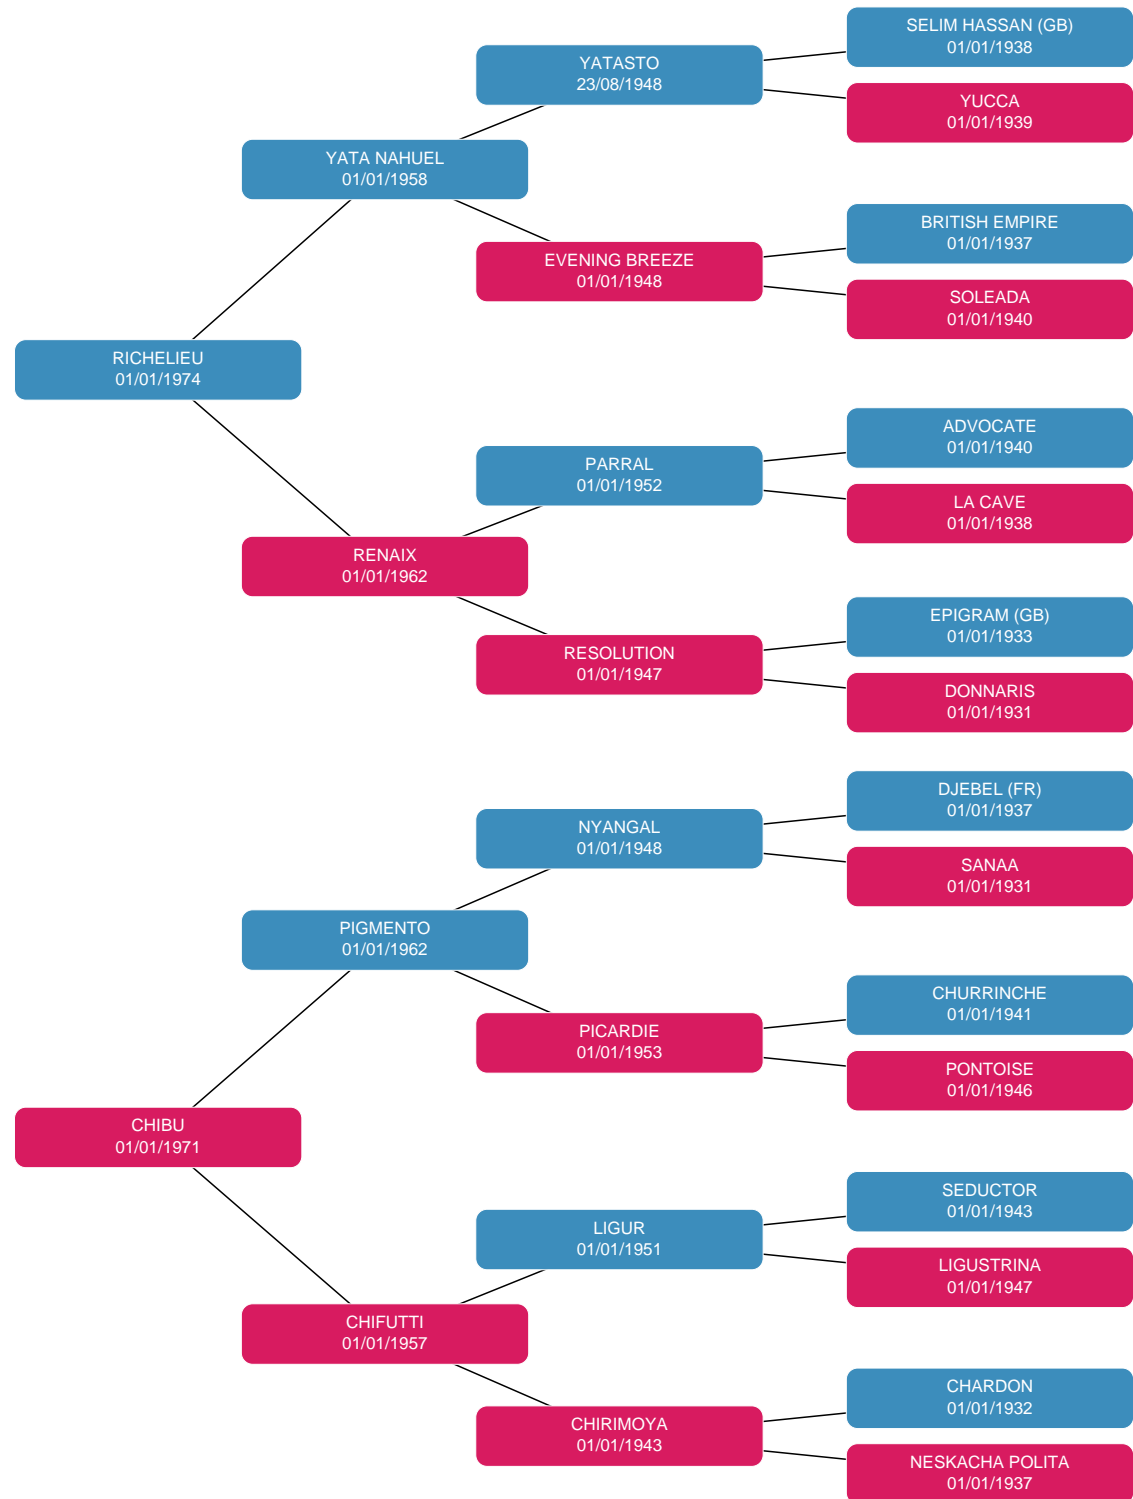 SELIM HASSAN (GB)
01/01/1938
YATASTO
23/08/1948
YUCCA
01/01/1939
YATA NAHUEL
01/01/1958
BRITISH EMPIRE
01/01/1937
EVENING BREEZE
01/01/1948
SOLEADA
01/01/1940
RICHELIEU
01/01/1974
ADVOCATE
01/01/1940
PARRAL
01/01/1952
LA CAVE
01/01/1938
RENAIX
01/01/1962
EPIGRAM (GB)
01/01/1933
RESOLUTION
01/01/1947
DONNARIS
01/01/1931
DJEBEL (FR)
01/01/1937
NYANGAL
01/01/1948
SANAA
01/01/1931
PIGMENTO
01/01/1962
CHURRINCHE
01/01/1941
PICARDIE
01/01/1953
PONTOISE
01/01/1946
CHIBU
01/01/1971
SEDUCTOR
01/01/1943
LIGUR
01/01/1951
LIGUSTRINA
01/01/1947
CHIFUTTI
01/01/1957
CHARDON
01/01/1932
CHIRIMOYA
01/01/1943
NESKACHA POLITA
01/01/1937